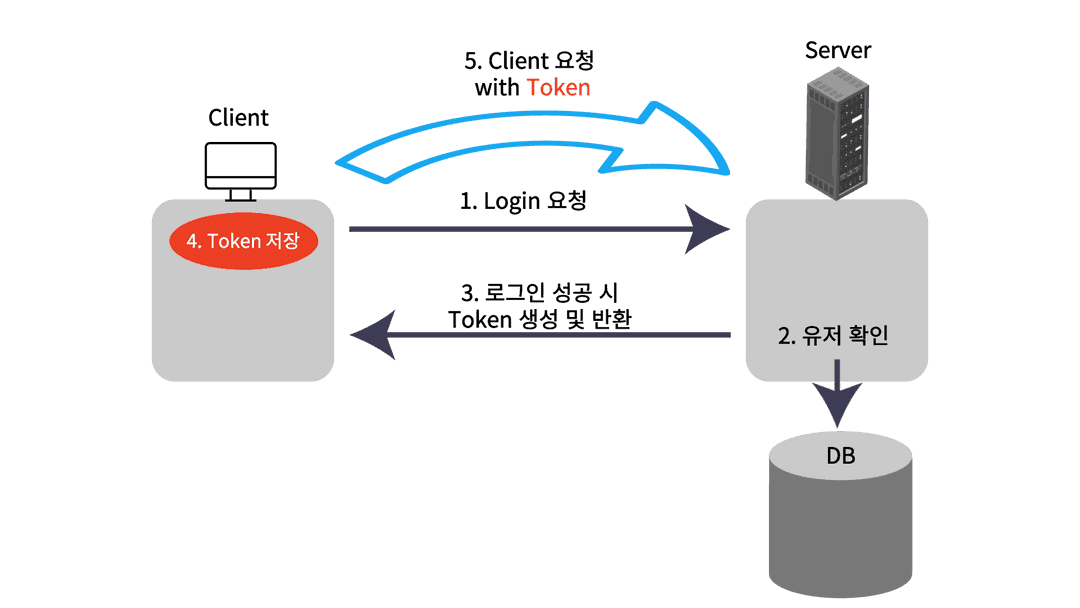 Server
5. Client 요청
with Token
Client
1. Login 요청
4. Token 저장
3. 로그인 성공 시
Token 생성 및 반환
2. 유저 확인
DB